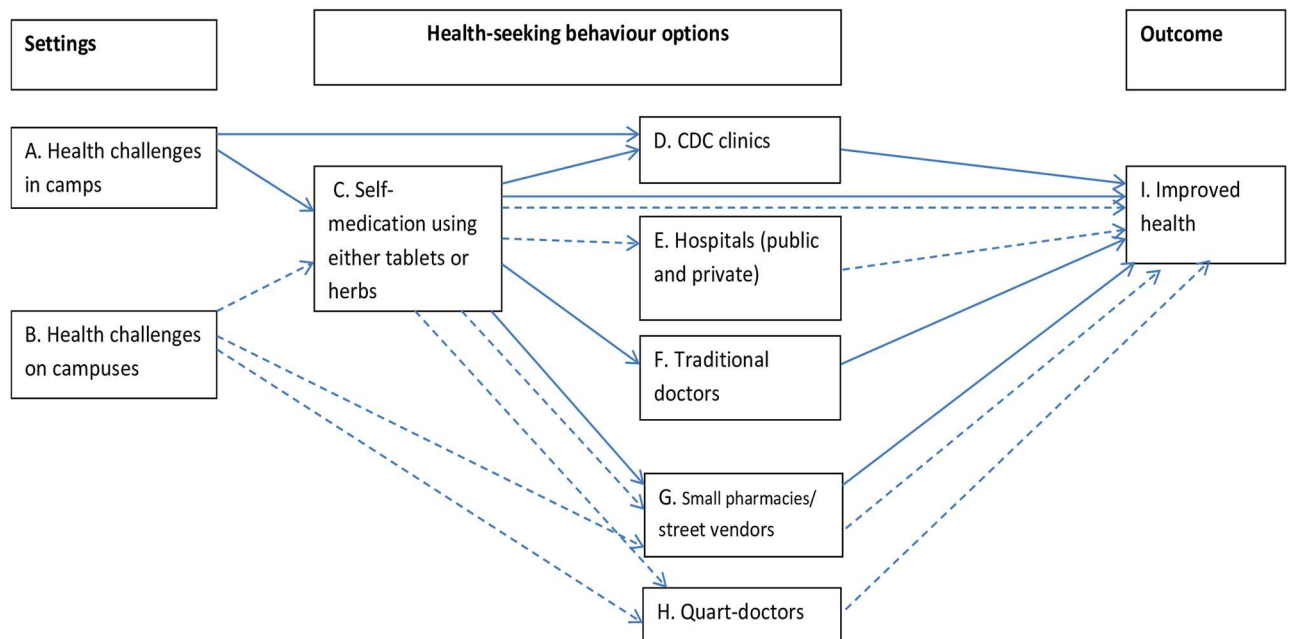 Settings
Health-seeking behaviour options
Outcome
A. Health challenges
in camps
B. Health challenges
on campuses
C. Self-
medication using
either tablets or
herbs
D. CDC clinics
E. Hospitals (public
and private)
F. Traditional
doctors
G. Small pharmacies/
street vendors
H. Quart-doctors
I. Improved
health